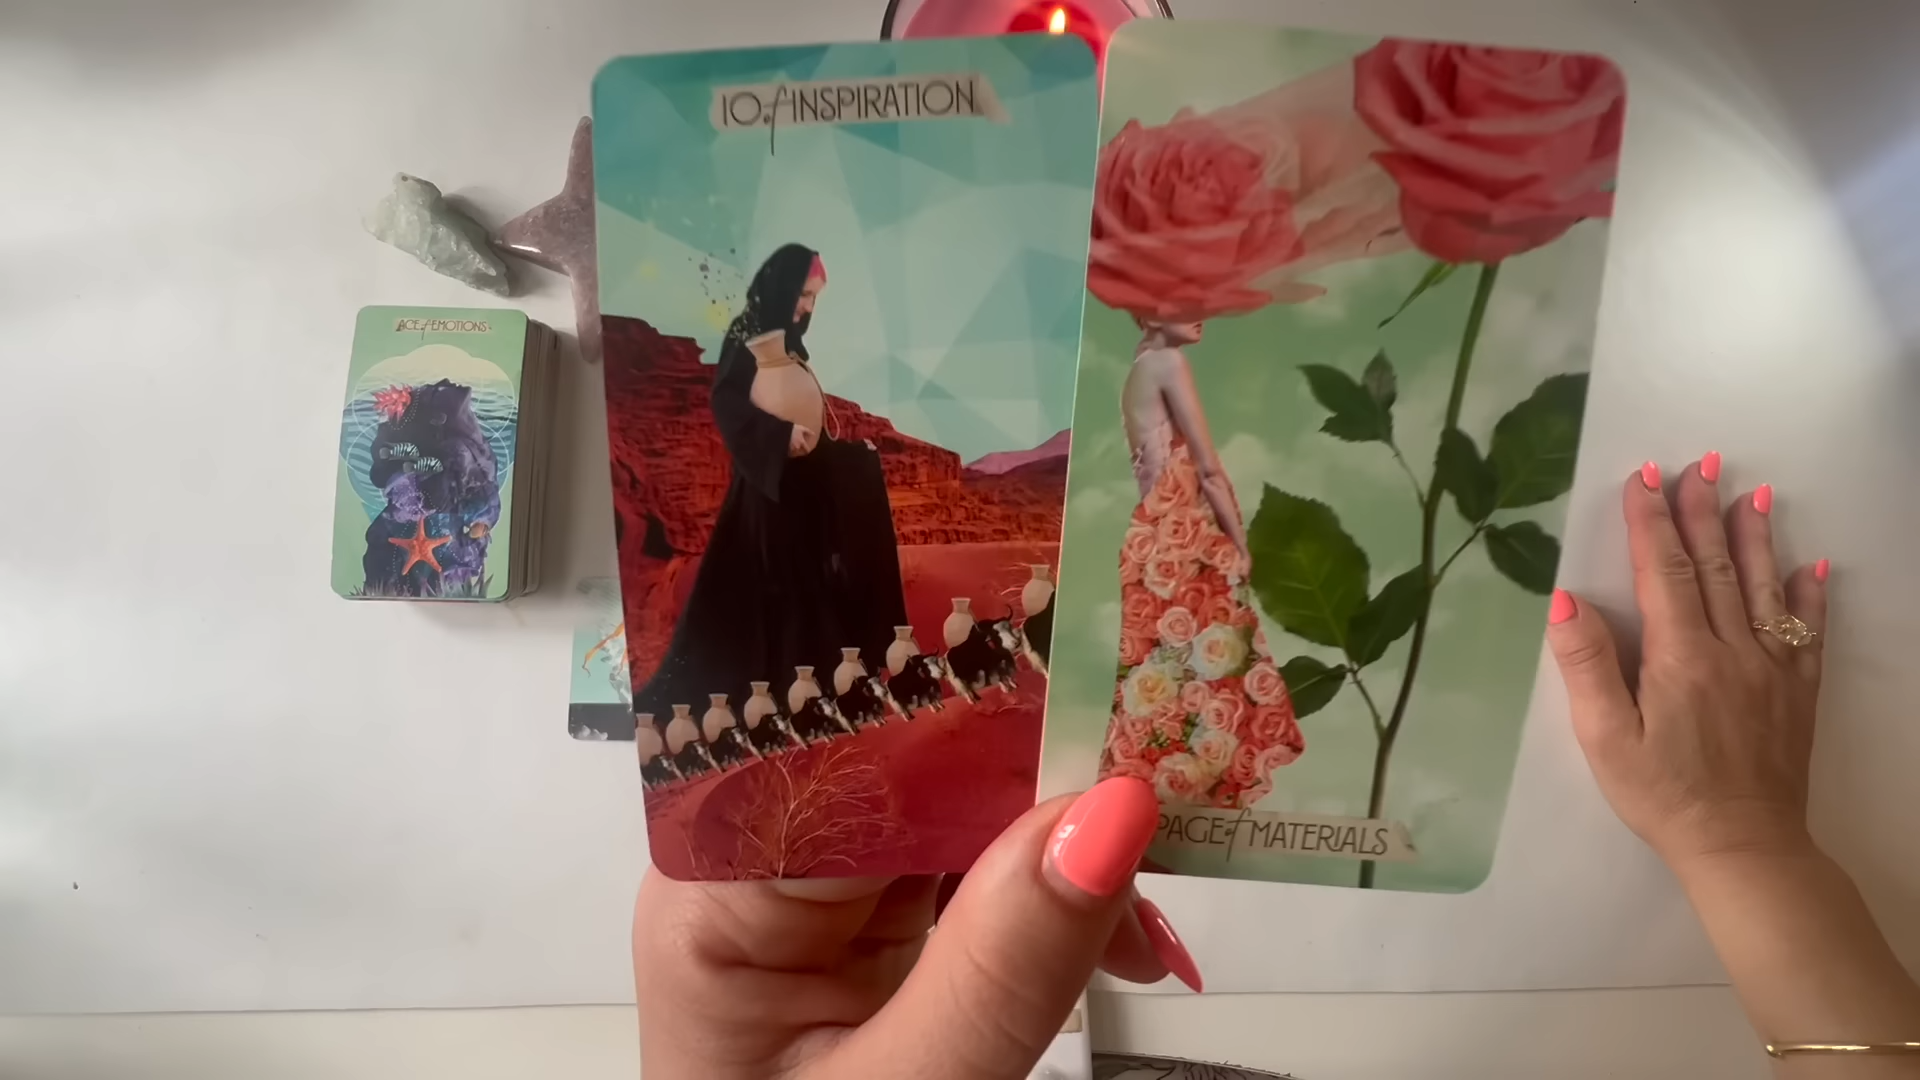 10 of INSPIRATION
PAGE of MATERIALS
ACE of EMOTIONS